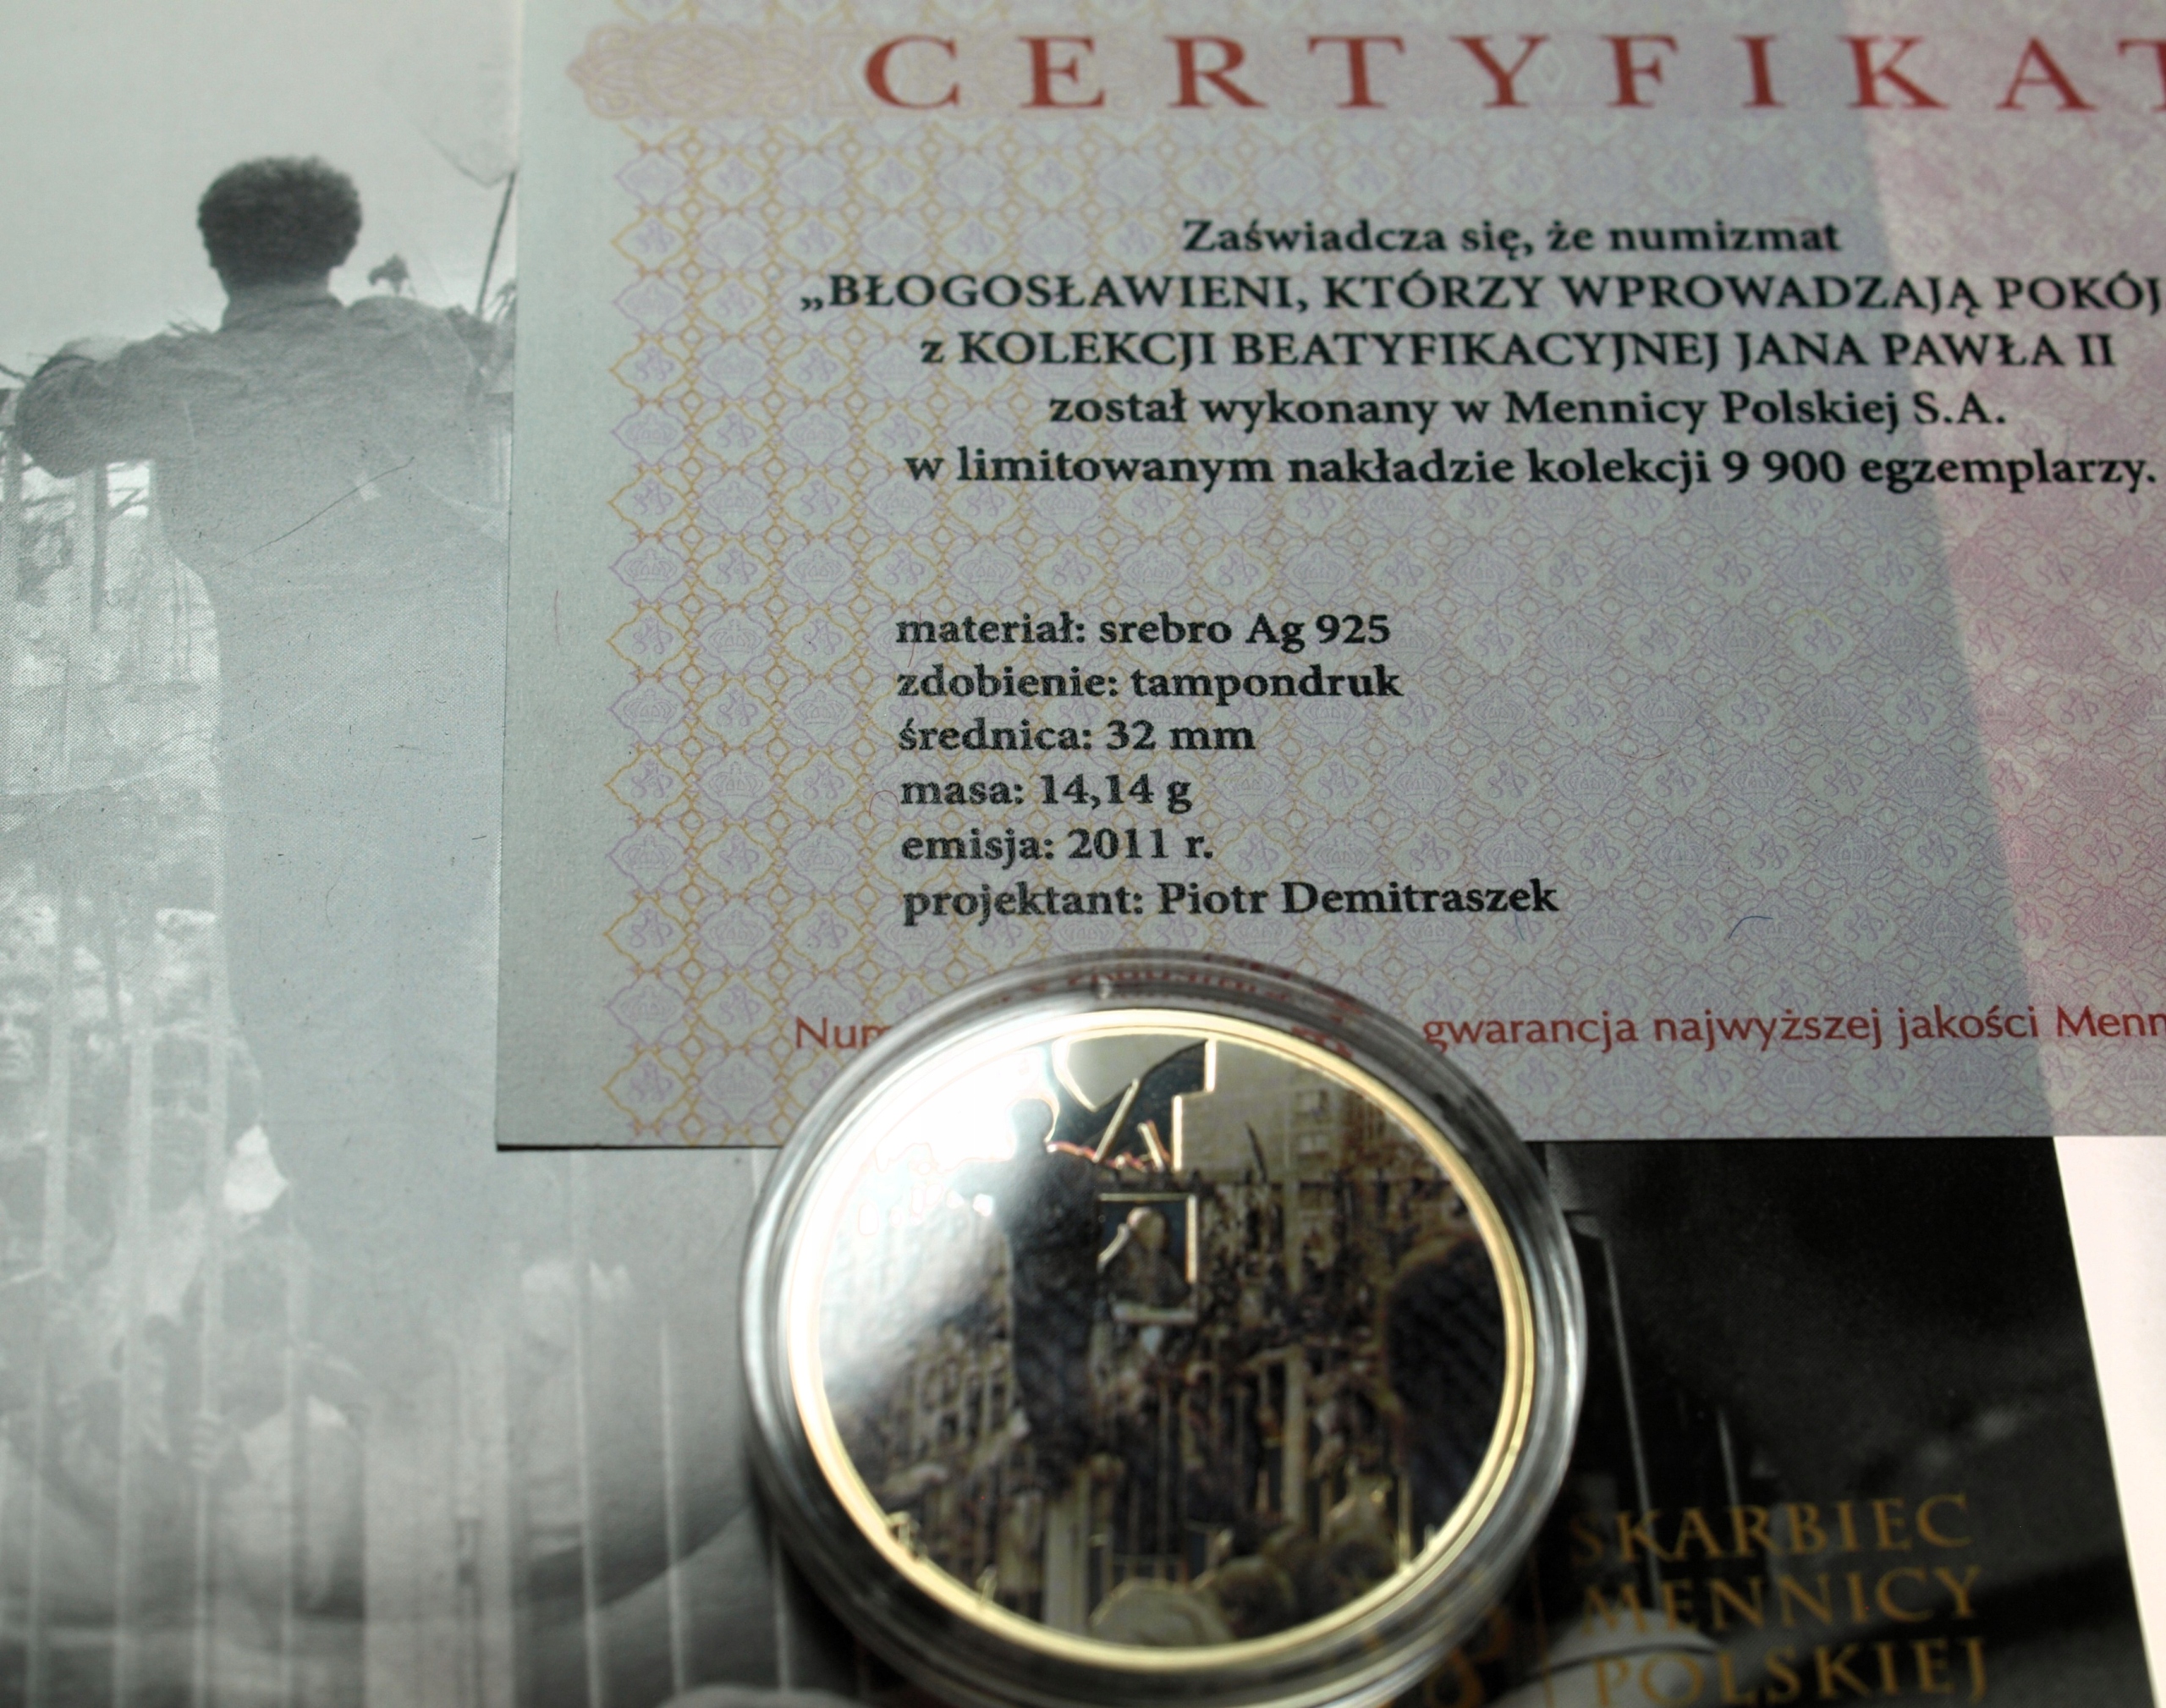 CERTYFIKAT
Zaświadcza się, że numizmat
„BŁOGOSŁAWIENI, KTÓRZY WPROWADZAJĄ POKÓJ
z KOLEKCJI BEATYFIKACYJNEJ JANA PAWŁA II
został wykonany w Mennicy Polskiej S.A.
w limitowanym nakładzie kolekcji 9 900 egzemplarzy.
materiał: srebro Ag 925
zdobienie: tampondruk
średnica: 32 mm
masa: 14,14 g
emisja: 2011 r.
projektant: Piotr Demitraszek
gwarancja najwyższej jakości
SKARBIEC
MENNICY
POLSKIEJ